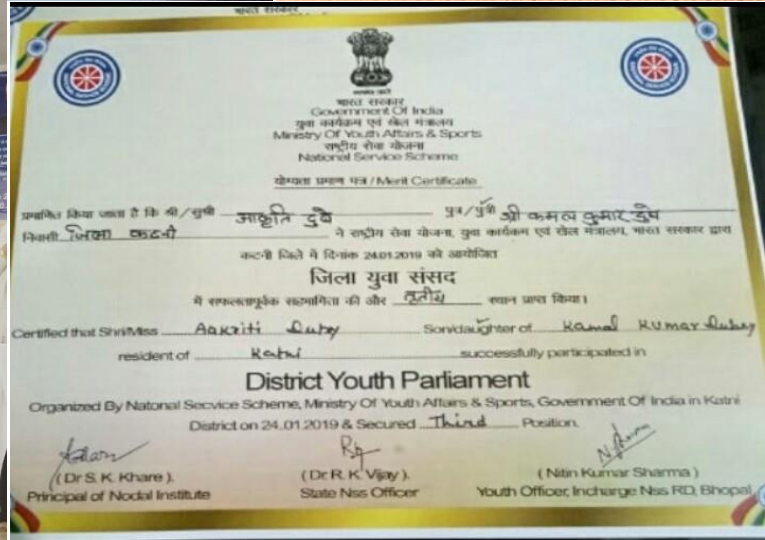 भारत सरकार
भारत सरकार
Government Of India
युवा कार्यक्रम एवं खेल मंत्रालय
Ministry Of Youth Affairs & Sports
राष्ट्रीय सेवा योजना
National Service Scheme
योग्यता प्रमाण पत्र / Merit Certificate
प्रमाणित किया जाता है कि श्री/सुश्री आकृति दुबे पुत्र/पुत्री श्री कमल कुमार दुबे
निवासी जिला कटनी ने राष्ट्रीय सेवा योजना, युवा कार्यक्रम एवं खेल मंत्रालय, भारत सरकार द्वारा
कटनी जिले में दिनांक 24.01.2019 को आयोजित
जिला युवा संसद
में सफलतापूर्वक सहभागिता की और तृतीय स्थान प्राप्त किया।
Certified that Shri/Miss Aakriti Dubey Son/daughter of Kamal Kumar Dubey
resident of Katni successfully participated in
District Youth Parliament
Organized By Natonal Secvice Scheme, Ministry Of Youth Affairs & Sports, Government Of India in Katni
District on 24.01.2019 & Secured Third Position.
(Dr S. K. Khare ). (Dr R. K. Vijay ). ( Nitin Kumar Sharma )
Principal of Nodal Institute State Nss Officer Youth Officer, Incharge Nss RD, Bhopal